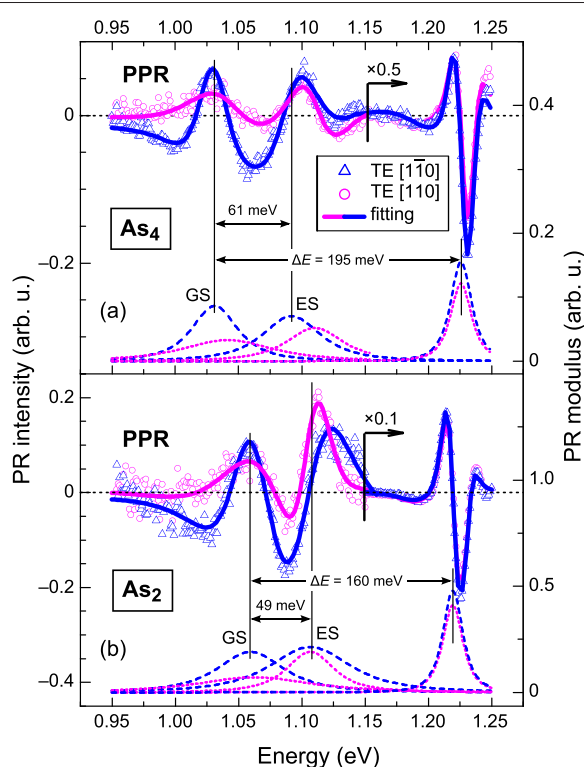 0.95 1.00 1.05 1.10 1.15 1.20 1.25
PPR
×0.5
0
0.4
TE [11̄0]
TE [110]
fitting
61 meV
0.2
As4
−0.2
ΔE = 195 meV
GS
ES
(a)
0
0.2
PPR
×0.1
1.0
0
−0.1
ΔE = 160 meV
As2
49 meV
0.5
GS
ES
(b)
0
−0.4
0.95 1.00 1.05 1.10 1.15 1.20 1.25
Energy (eV)
PR intensity (arb. u.)
PR modulus (arb. u.)